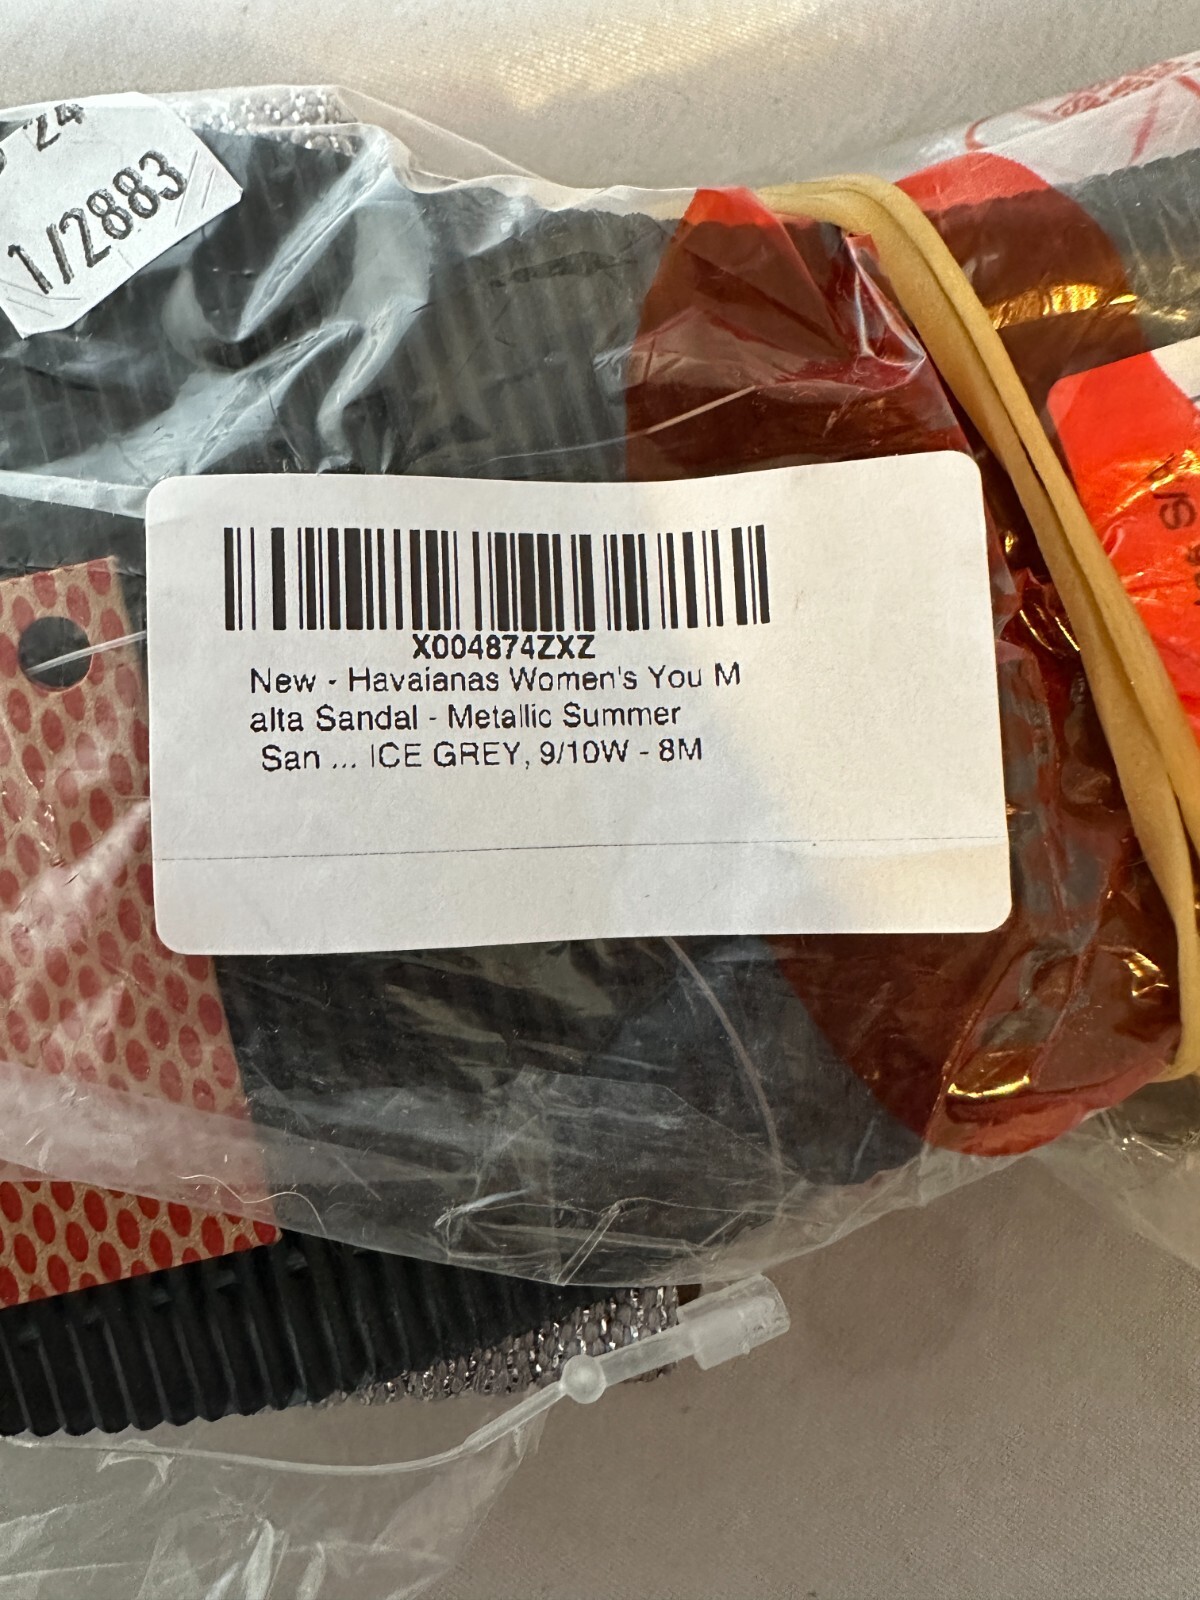 24
1/2883
X004874ZXZ
New - Havaianas Women's You M
alta Sandal - Metallic Summer
San ... ICE GREY, 9/10W - 8M